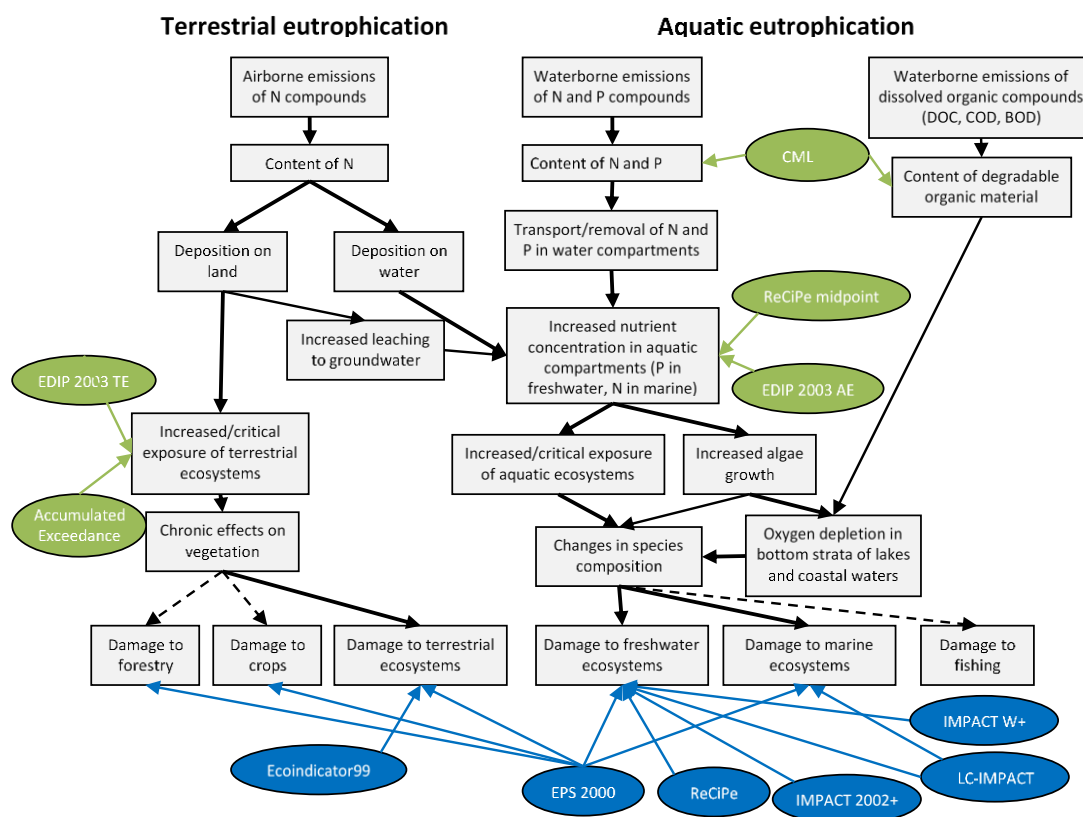 Terrestrial eutrophication
Aquatic eutrophication
Airborne emissions
of N compounds
Waterborne emissions
of N and P compounds
Waterborne emissions of
dissolved organic compounds
(DOC, COD, BOD)
Content of N
Content of N and P
CML
Content of degradable
organic material
Deposition on
land
Deposition on
water
Transport/removal of N and
P in water compartments
ReCiPe midpoint
Increased leaching
to groundwater
Increased nutrient
concentration in aquatic
compartments (P in
freshwater, N in marine)
EDIP 2003 TE
EDIP 2003 AE
Increased/critical
exposure of terrestrial
ecosystems
Increased/critical exposure
of aquatic ecosystems
Increased algae
growth
Accumulated
Exceedance
Chronic effects on
vegetation
Changes in species
composition
Oxygen depletion in
bottom strata of lakes
and coastal waters
Damage to
forestry
Damage to
crops
Damage to terrestrial
ecosystems
Damage to freshwater
ecosystems
Damage to marine
ecosystems
Damage to
fishing
IMPACT W+
Ecoindicator99
EPS 2000
ReCiPe
IMPACT 2002+
LC-IMPACT